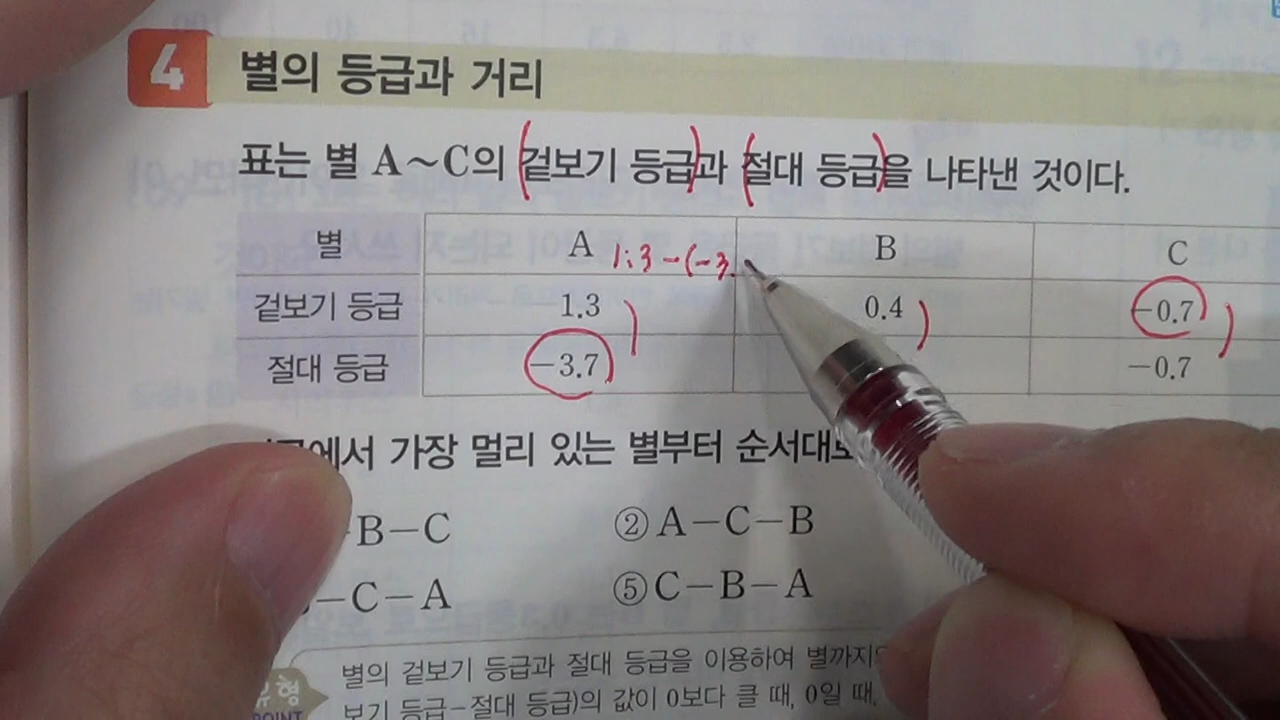 4 별의 등급과 거리
표는 별 A~C의 겉보기 등급과 절대 등급을 나타낸 것이다.
별 A 1.3-(-3. B C
겉보기 등급 1.3 0.4 -0.7
절대 등급 -3.7 -0.7
에서 가장 멀리 있는 별부터 순서대로
B-C ② A-C-B
-C-A ⑤ C-B-A
형 별의 겉보기 등급과 절대 등급을 이용하여 별까지의
POINT 보기 등급-절대 등급)의 값이 0보다 클 때, 0일 때,